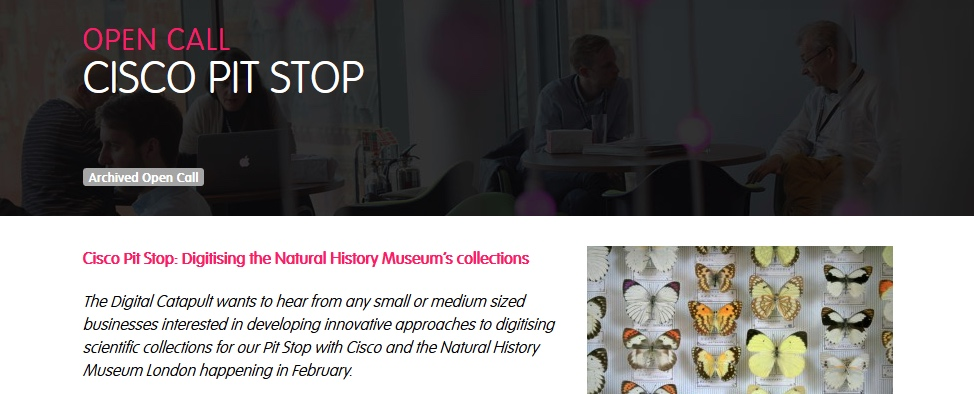 OPEN CALL
CISCO PIT STOP
Archived Open Call
Cisco Pit Stop: Digitising the Natural History Museum's collections
The Digital Catapult wants to hear from any small or medium sized
businesses interested in developing innovative approaches to digitising
scientific collections for our Pit Stop with Cisco and the Natural History
Museum London happening in February.